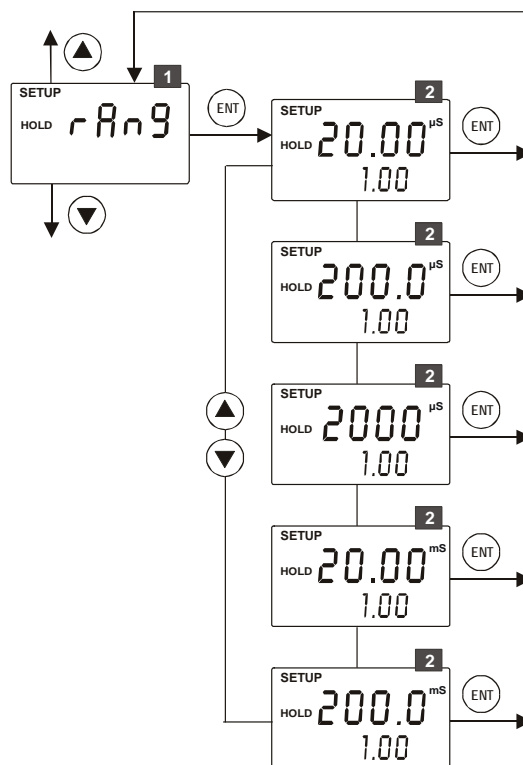 1
SETUP
HOLD rAng
ENT
2
SETUP
HOLD 20.00 µS
1.00
ENT
2
SETUP
HOLD 200.0 µS
1.00
ENT
2
SETUP
HOLD 2000 µS
1.00
ENT
2
SETUP
HOLD 20.00 mS
1.00
ENT
2
SETUP
HOLD 200.0 mS
1.00
ENT